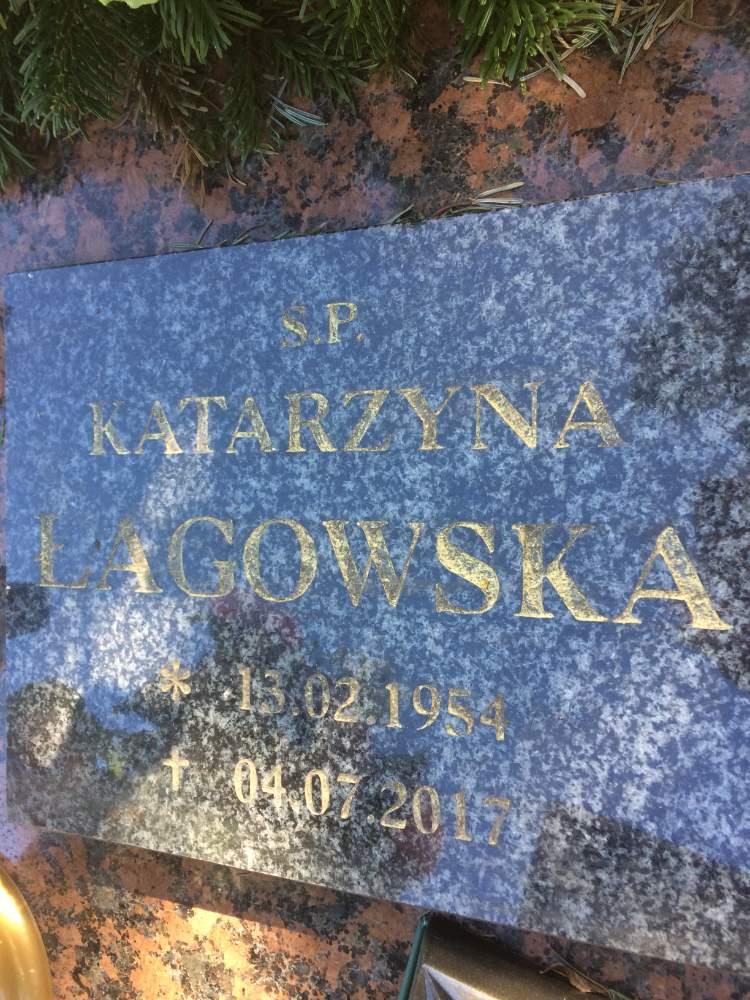 Ś.P.
KATARZYNA
ŁAGOWSKA
* 13.02.1954
† 04.07.2017